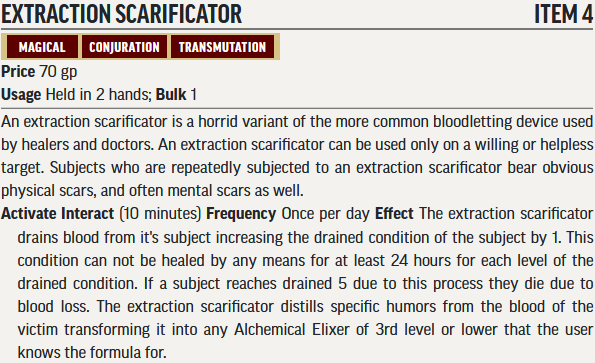 EXTRACTION SCARIFICATOR ITEM 4
MAGICAL CONJURATION TRANSMUTATION
Price 70 gp
Usage Held in 2 hands; Bulk 1
An extraction scarificator is a horrid variant of the more common bloodletting device used
by healers and doctors. An extraction scarificator can be used only on a willing or helpless
target. Subjects who are repeatedly subjected to an extraction scarificator bear obvious
physical scars, and often mental scars as well.
Activate Interact (10 minutes) Frequency Once per day Effect The extraction scarificator
drains blood from it's subject increasing the drained condition of the subject by 1. This
condition can not be healed by any means for at least 24 hours for each level of the
drained condition. If a subject reaches drained 5 due to this process they die due to
blood loss. The extraction scarificator distills specific humors from the blood of the
victim transforming it into any Alchemical Elixer of 3rd level or lower that the user
knows the formula for.